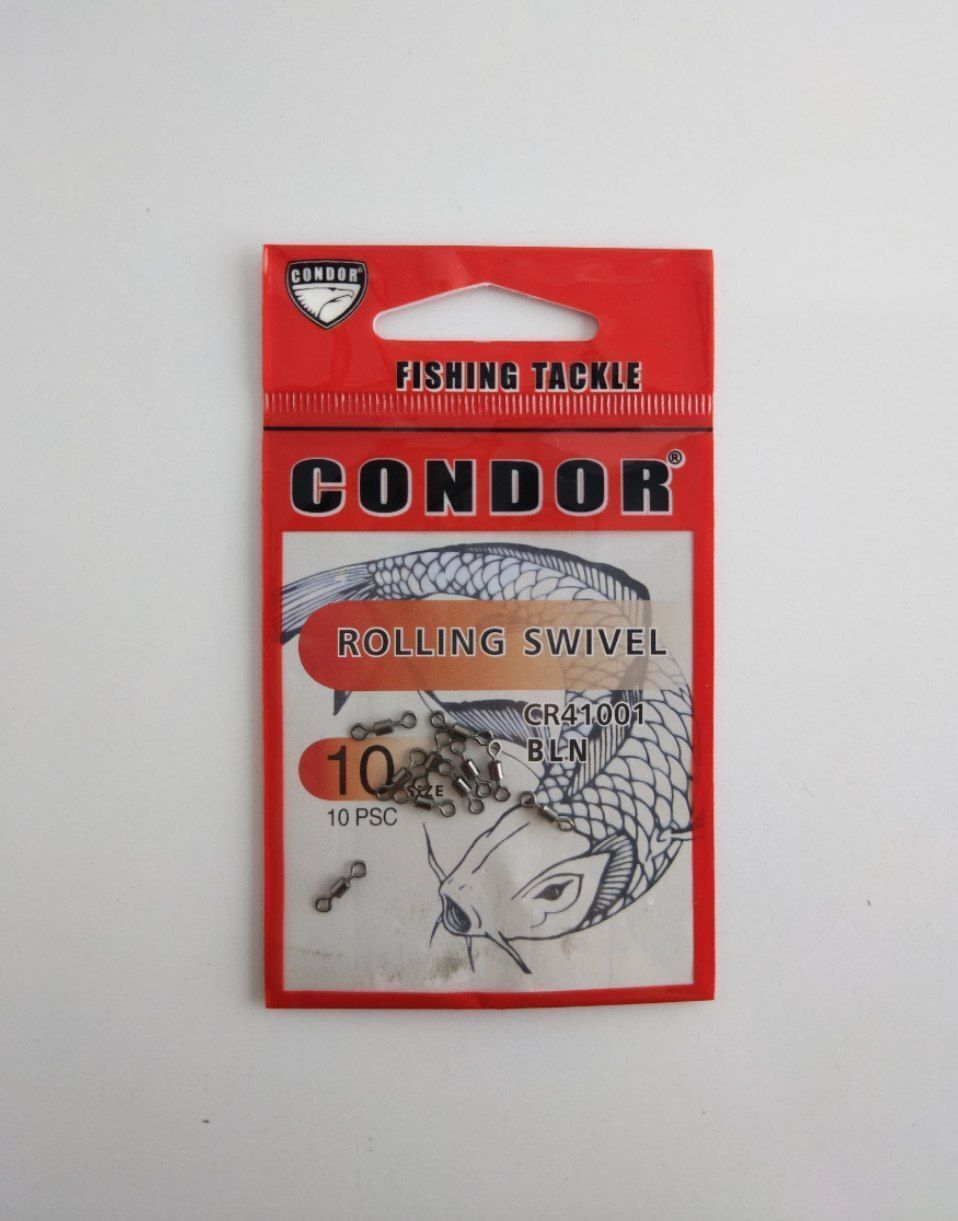 CONDOR®
FISHING TACKLE
CONDOR®
ROLLING SWIVEL
CR41001
BLN
10
SIZE
10 PSC